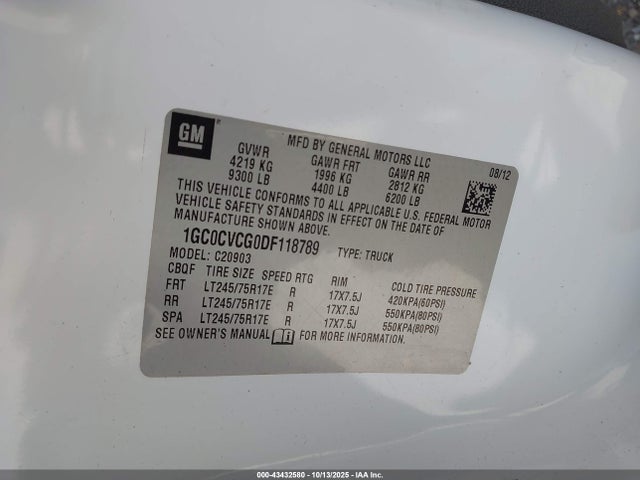 GM
MFD BY GENERAL MOTORS LLC
08/12
GVWR GAWR FRT GAWR RR
4219 KG 1996 KG 2812 KG
9300 LB 4400 LB 6200 LB
THIS VEHICLE CONFORMS TO ALL APPLICABLE U.S. FEDERAL MOTOR
VEHICLE SAFETY STANDARDS IN EFFECT ON THE DATE OF
MANUFACTURE SHOWN ABOVE.
1GC0CVCG0DF118789 TYPE: TRUCK
MODEL: C20903
CBQF TIRE SIZE SPEED RTG RIM COLD TIRE PRESSURE
FRT LT245/75R17E R 17X7.5J 420KPA(60PSI)
RR LT245/75R17E R 17X7.5J 550KPA(80PSI)
SPA LT245/75R17E R 17X7.5J 550KPA(80PSI)
SEE OWNER'S MANUAL FOR MORE INFORMATION.
000-43432580 - 10/13/2025 - IAA Inc.